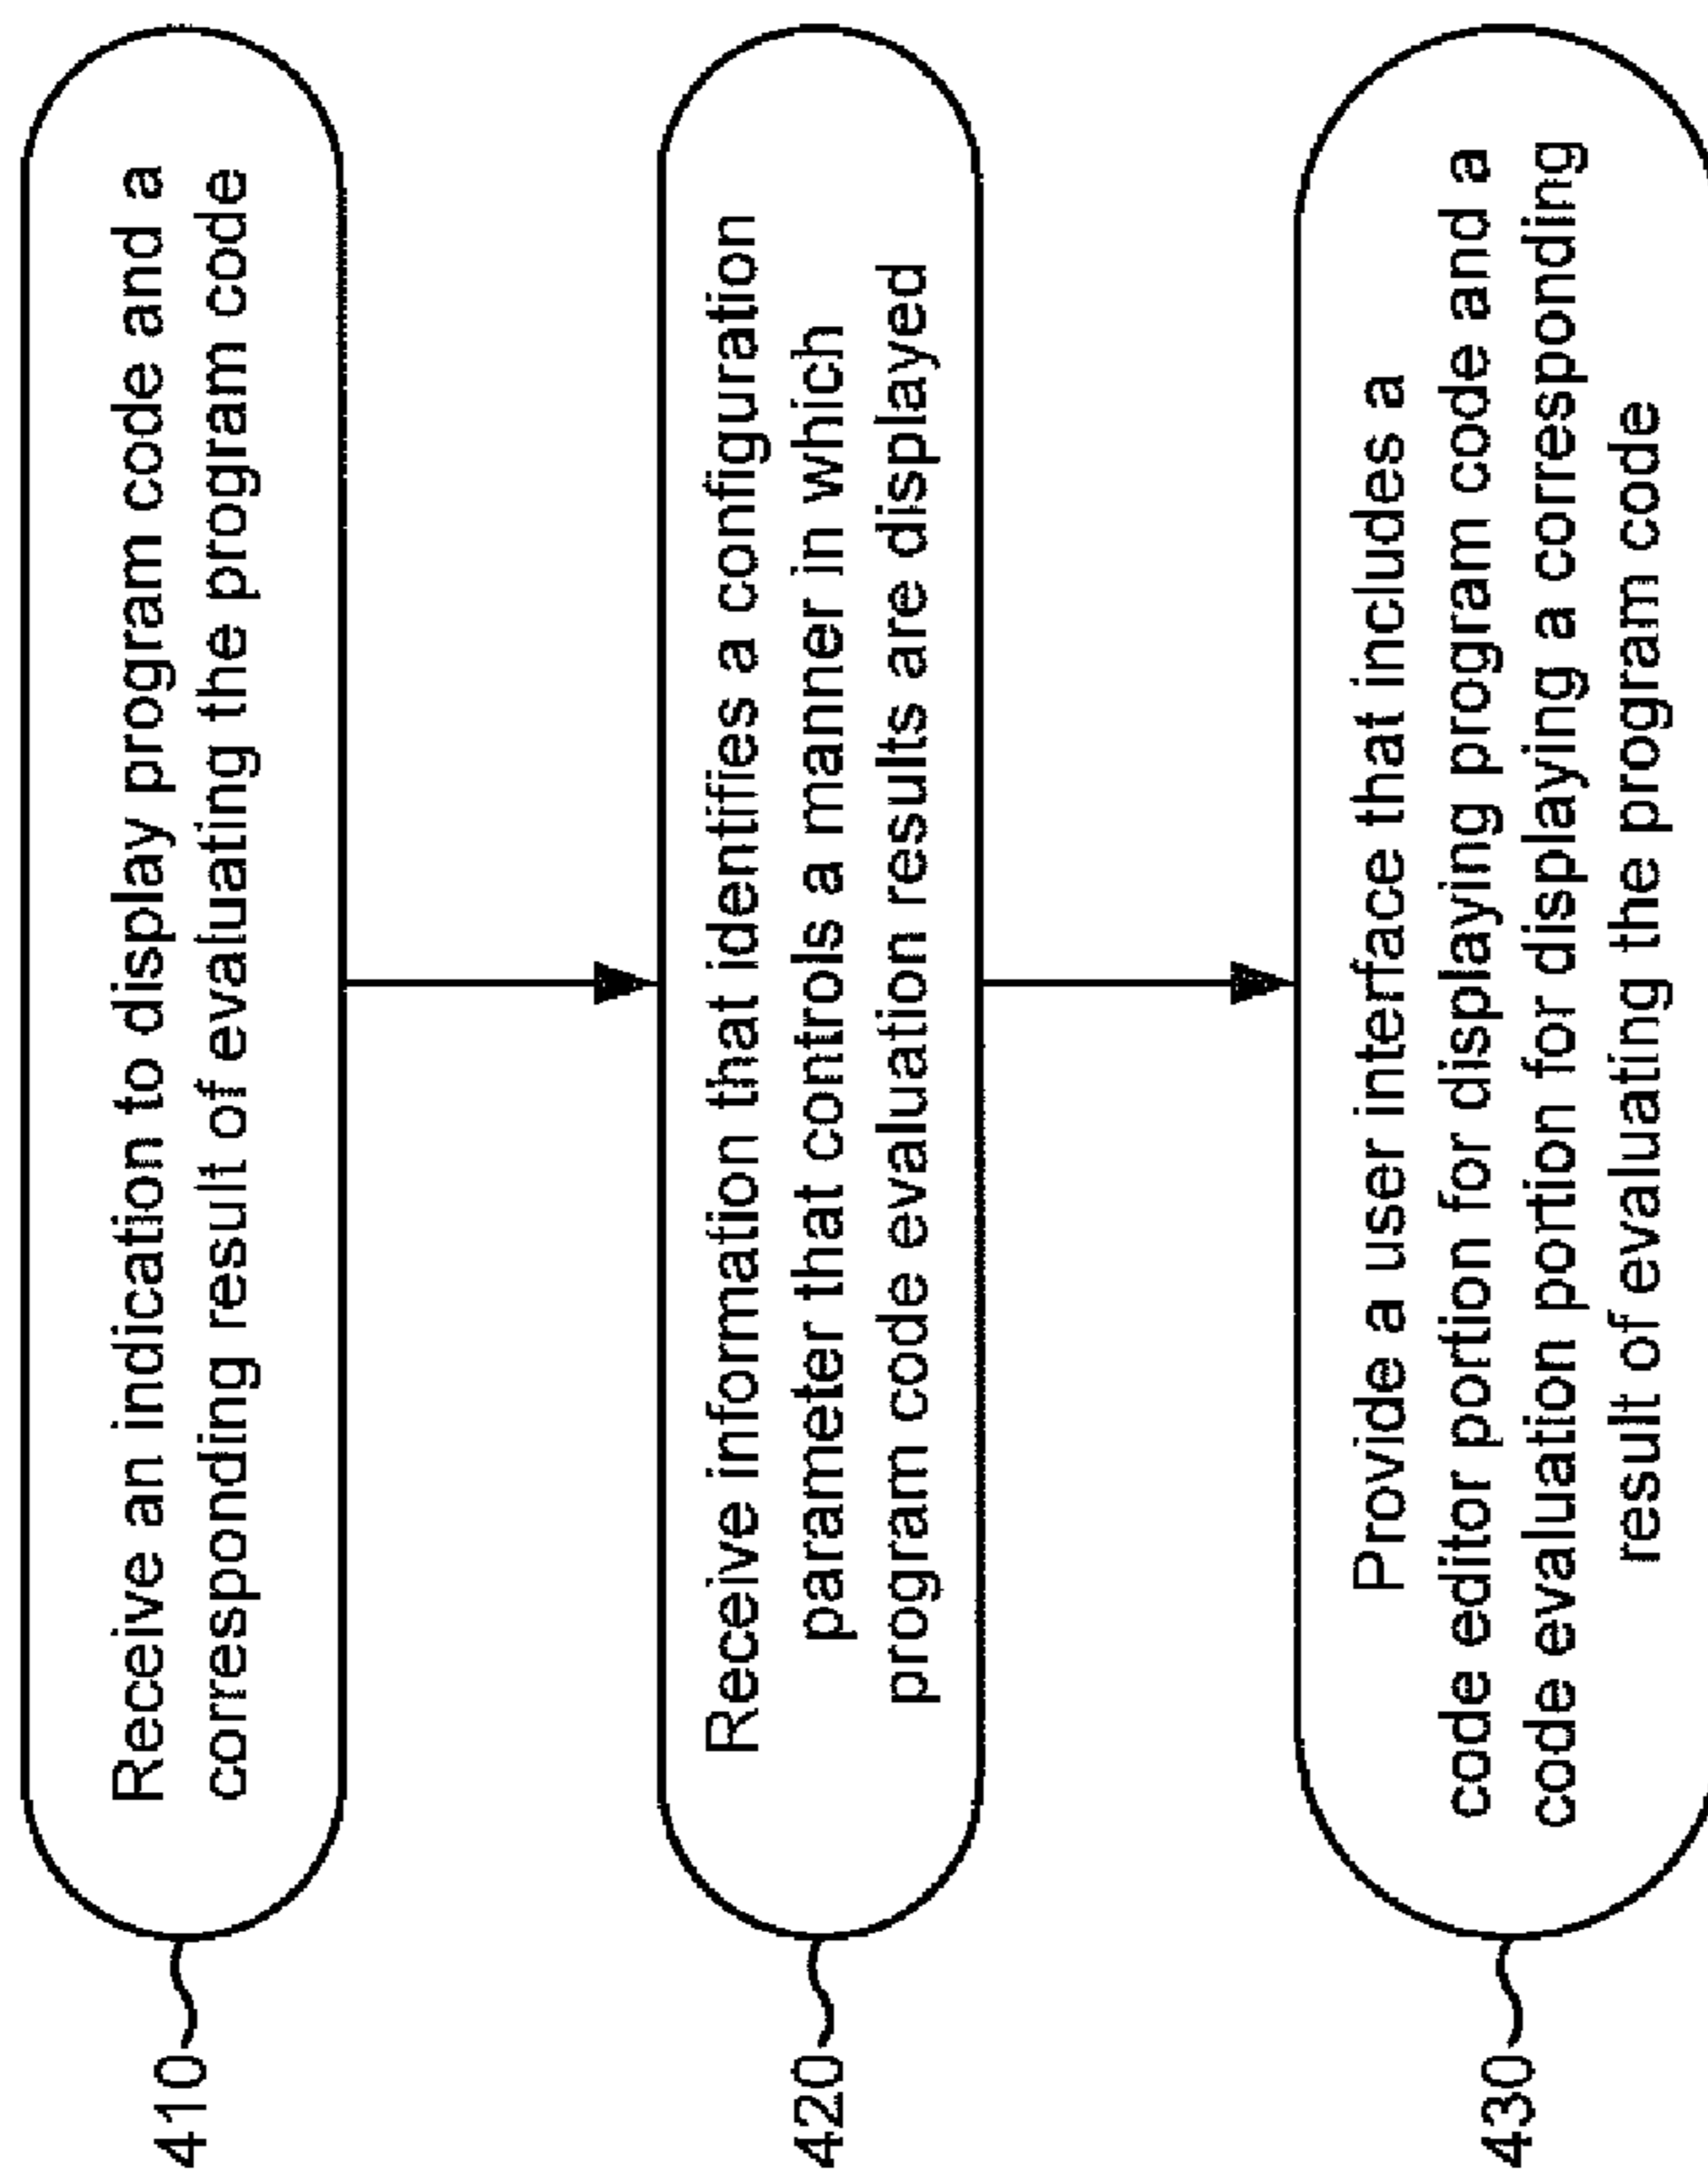 410
Receive an indication to display program code and a
corresponding result of evaluating the program code
420
Receive information that identifies a configuration
parameter that controls a manner in which
program code evaluation results are displayed
430
Provide a user interface that includes a
code editor portion for displaying program code and a
code evaluation portion for displaying a corresponding
result of evaluating the program code